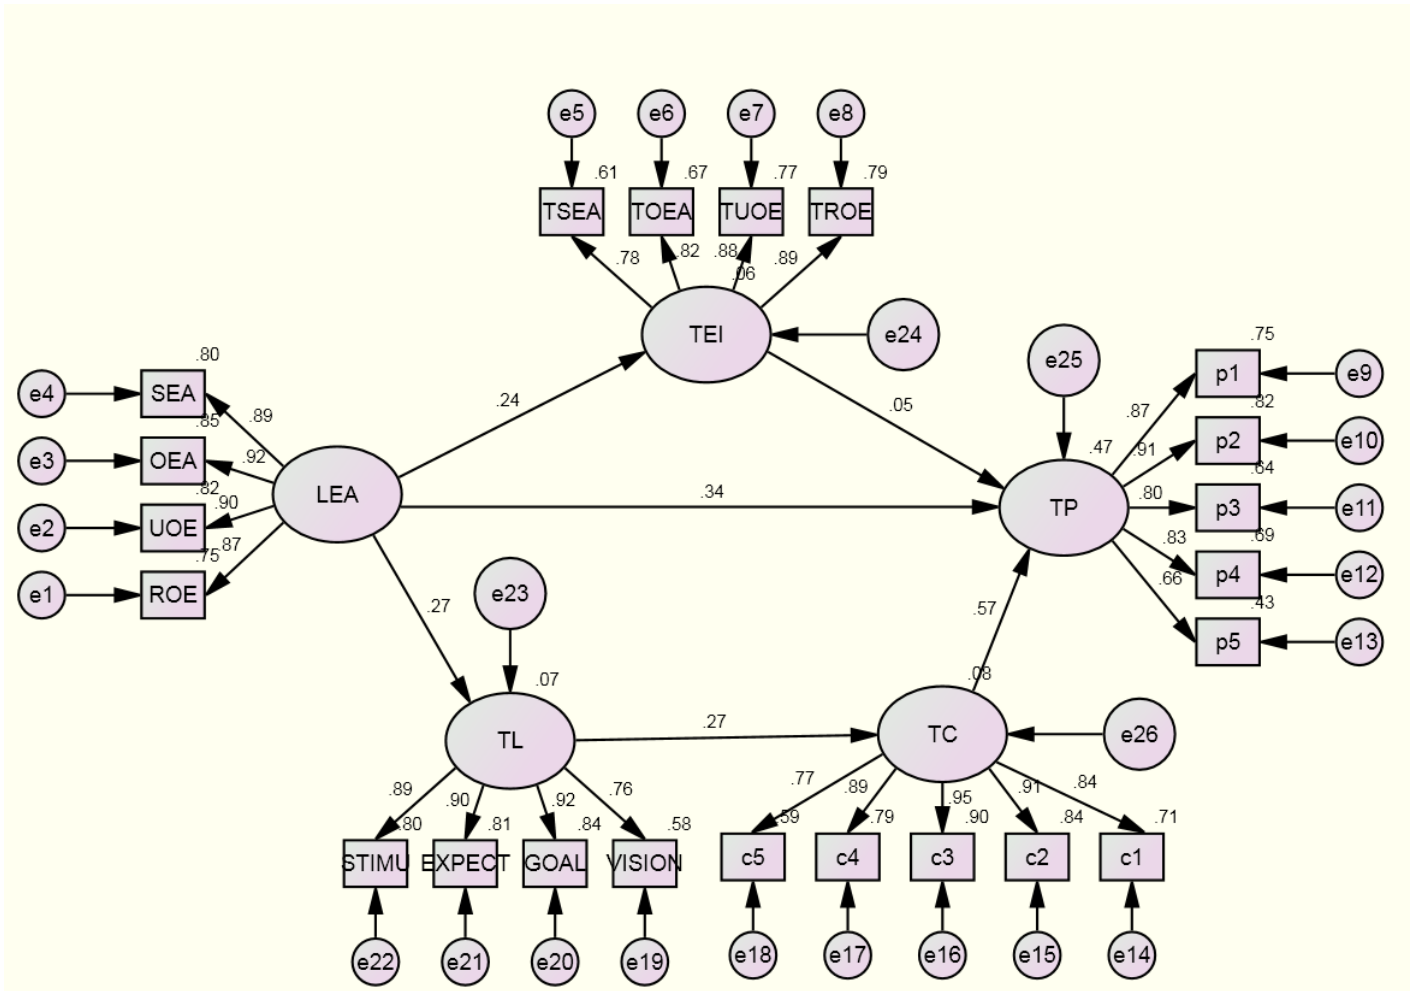 e5 e6 e7 e8
.61 .67 .77 .79
TSEA TOEA TUOE TROE
.78 .82 .88 .89
.06
TEI e24
e25
.75
.80
p1 e9
e4 SEA
.24 .05 .87 .82
.89
.85
.47 .91 p2 e10
e3 OEA .92
.64
.82
LEA .34 .80
.90
TP p3 e11
e2 UOE
.83 .69
.87
.75
.66 p4 e12
e1 ROE
.27 e23 .57 .43
p5 e13
.07 .08
TL .27 TC e26
.89 .90 .92 .76 .77 .89 .95 .91 .84
.80 .81 .84 .58 .59 .79 .90 .84 .71
STIMU EXPECT GOAL VISION c5 c4 c3 c2 c1
e22 e21 e20 e19 e18 e17 e16 e15 e14